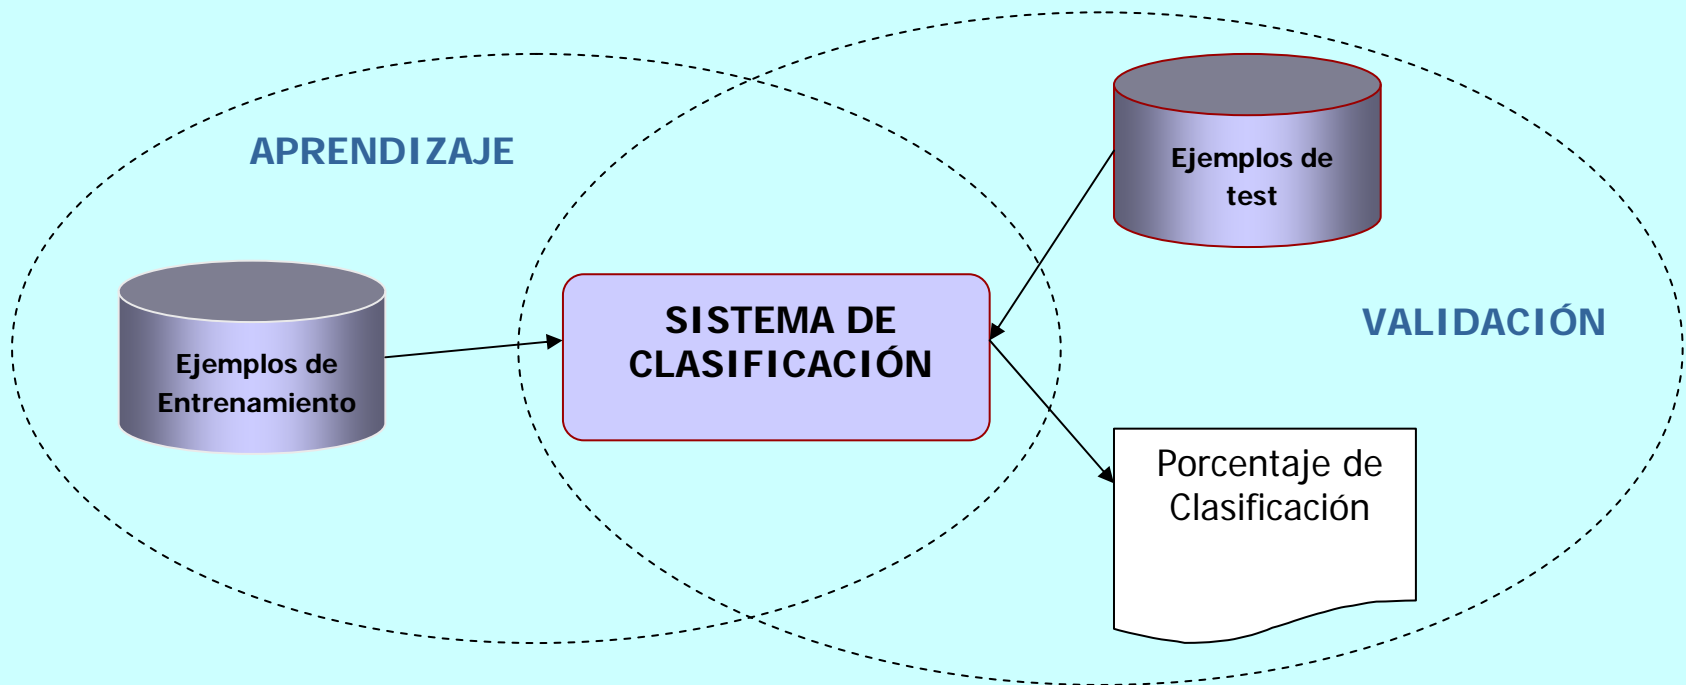 APRENDIZAJE
Ejemplos de
Entrenamiento
SISTEMA DE
CLASIFICACIÓN
Ejemplos de
test
VALIDACIÓN
Porcentaje de
Clasificación